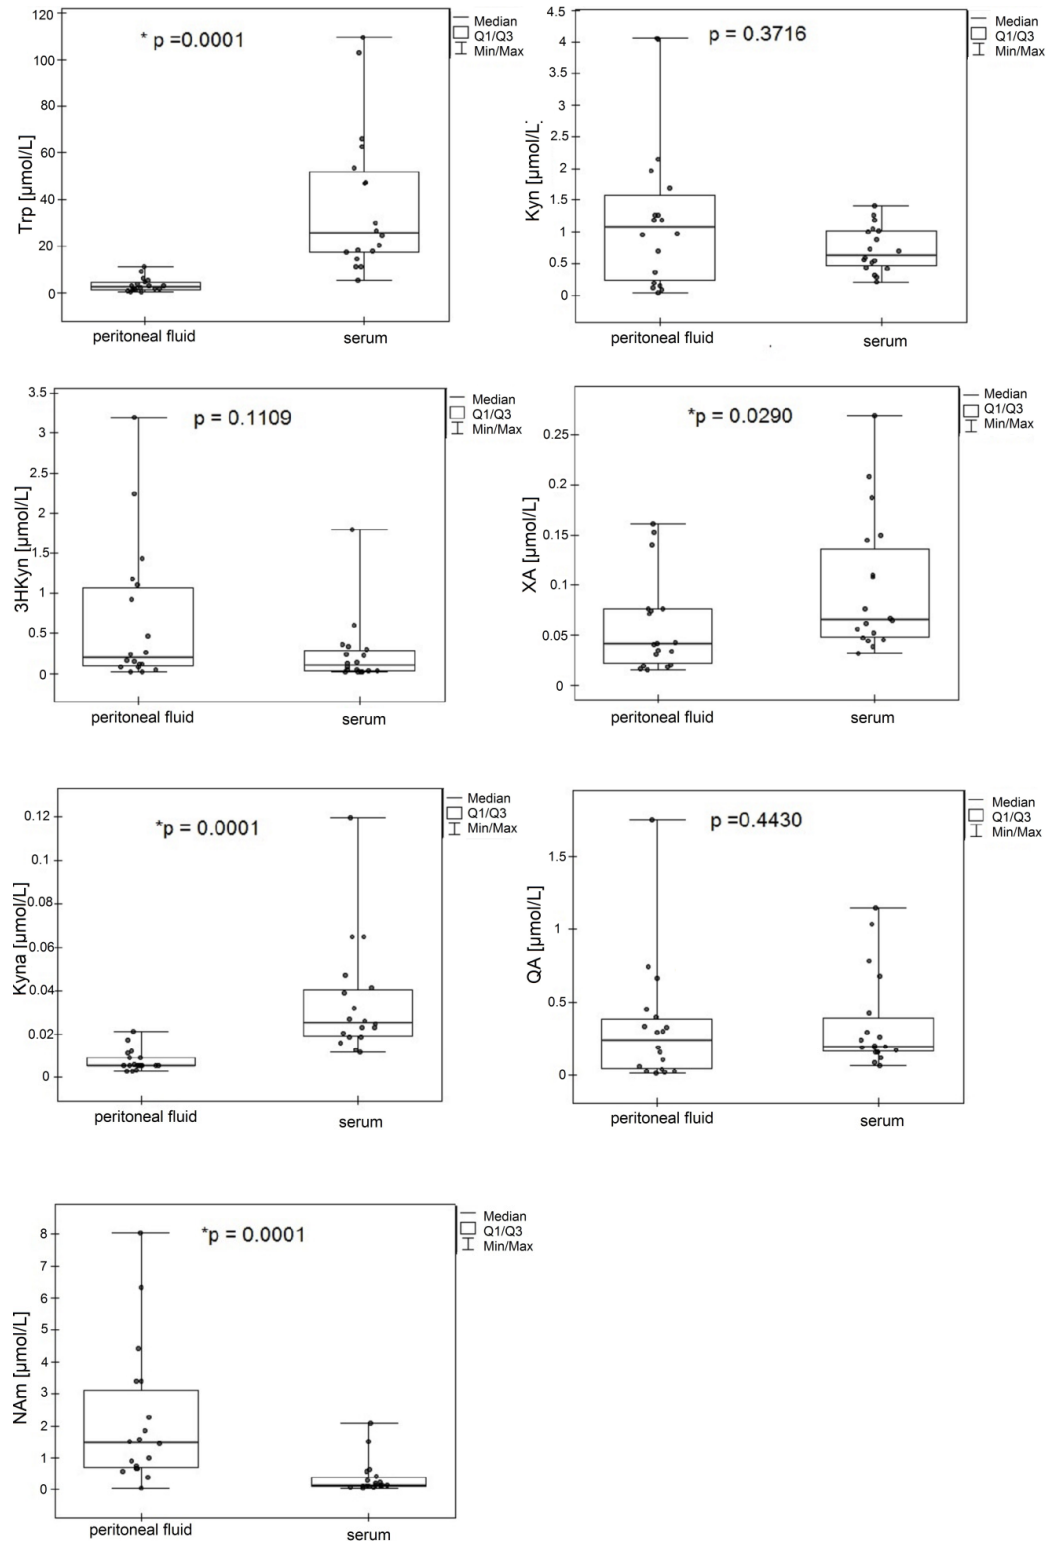 120
100
80
60
40
20
0
Trp [µmol/L]
* p =0.0001
Median
Q1/Q3
Min/Max
peritoneal fluid
serum
4.5
4
3.5
3
2.5
2
1.5
1
0.5
0
Kyn [µmol/L]
p = 0.3716
Median
Q1/Q3
Min/Max
peritoneal fluid
serum
3.5
3
2.5
2
1.5
1
0.5
0
3HKyn [µmol/L]
p = 0.1109
Median
Q1/Q3
Min/Max
peritoneal fluid
serum
0.25
0.2
0.15
0.1
0.05
0
XA [µmol/L]
*p = 0.0290
Median
Q1/Q3
Min/Max
peritoneal fluid
serum
0.12
0.1
0.08
0.06
0.04
0.02
0
Kyna [µmol/L]
*p = 0.0001
Median
Q1/Q3
Min/Max
peritoneal fluid
serum
1.5
1
0.5
0
QA [µmol/L]
p =0.4430
Median
Q1/Q3
Min/Max
peritoneal fluid
serum
8
7
6
5
4
3
2
1
0
NAm [µmol/L]
*p = 0.0001
Median
Q1/Q3
Min/Max
peritoneal fluid
serum